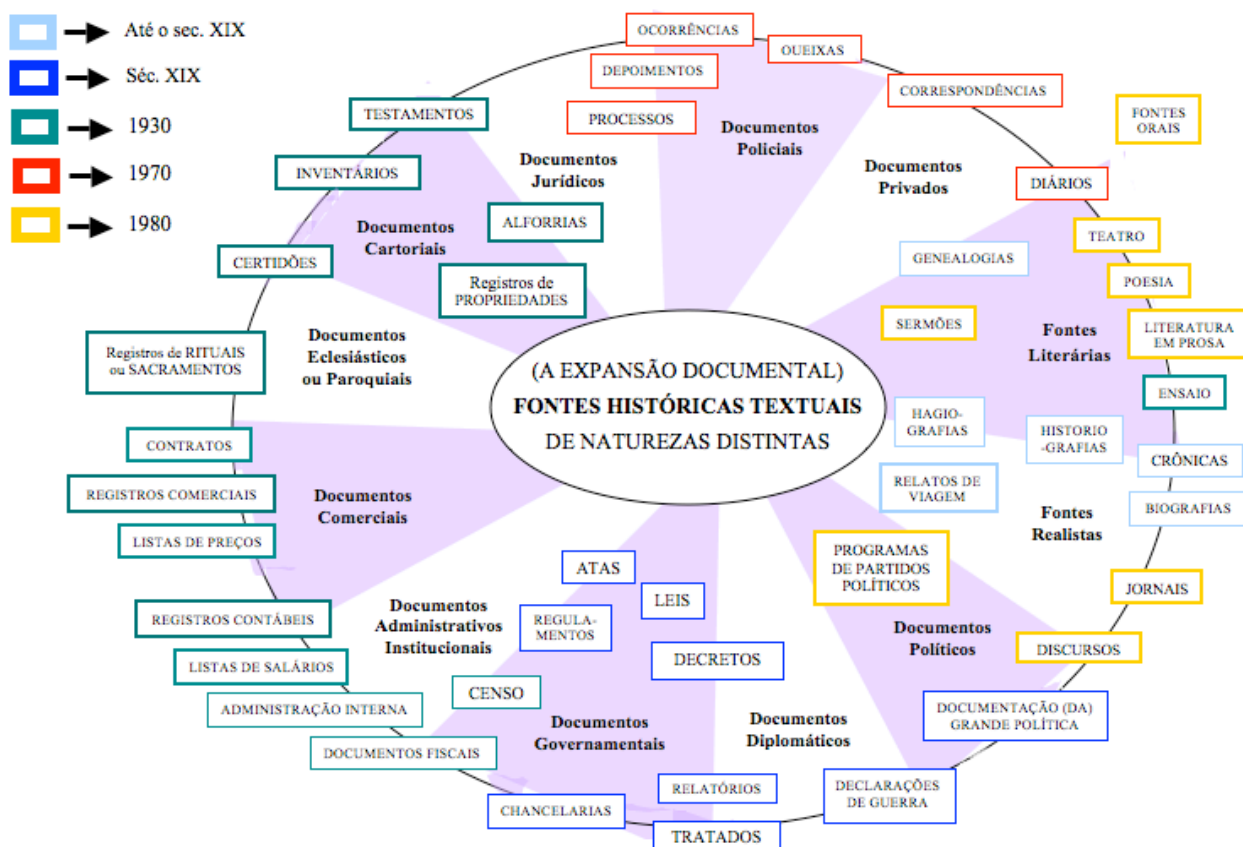 Até o sec. XIX
Séc. XIX
1930
1970
1980
OCORRÊNCIAS
OUEIXAS
DEPOIMENTOS
CORRESPONDÊNCIAS
PROCESSOS
TESTAMENTOS
FONTES
ORAIS
Documentos
Policiais
Documentos
Jurídicos
Documentos
Privados
INVENTÁRIOS
DIÁRIOS
ALFORRIAS
Documentos
Cartoriais
TEATRO
CERTIDÕES
GENEALOGIAS
Registros de
PROPRIEDADES
POESIA
SERMÕES
Fontes
Literárias
LITERATURA
EM PROSA
Documentos
Eclesiásticos
ou Paroquiais
Registros de RITUAIS
ou SACRAMENTOS
(A EXPANSÃO DOCUMENTAL)
FONTES HISTÓRICAS TEXTUAIS
DE NATUREZAS DISTINTAS
ENSAIO
HAGIO-
GRAFIAS
HISTORIO
-GRAFIAS
CONTRATOS
CRÔNICAS
RELATOS DE
VIAGEM
REGISTROS COMERCIAIS
Documentos
Comerciais
BIOGRAFIAS
Fontes
Realistas
LISTAS DE PREÇOS
PROGRAMAS
DE PARTIDOS
POLÍTICOS
ATAS
LEIS
JORNAIS
REGISTROS CONTÁBEIS
Documentos
Administrativos
Institucionais
REGULA-
MENTOS
Documentos
Políticos
DISCURSOS
LISTAS DE SALÁRIOS
DECRETOS
CENSO
ADMINISTRAÇÃO INTERNA
DOCUMENTAÇÃO (DA)
GRANDE POLÍTICA
Documentos
Governamentais
Documentos
Diplomáticos
DOCUMENTOS FISCAIS
RELATÓRIOS
DECLARAÇÕES
DE GUERRA
CHANCELARIAS
TRATADOS